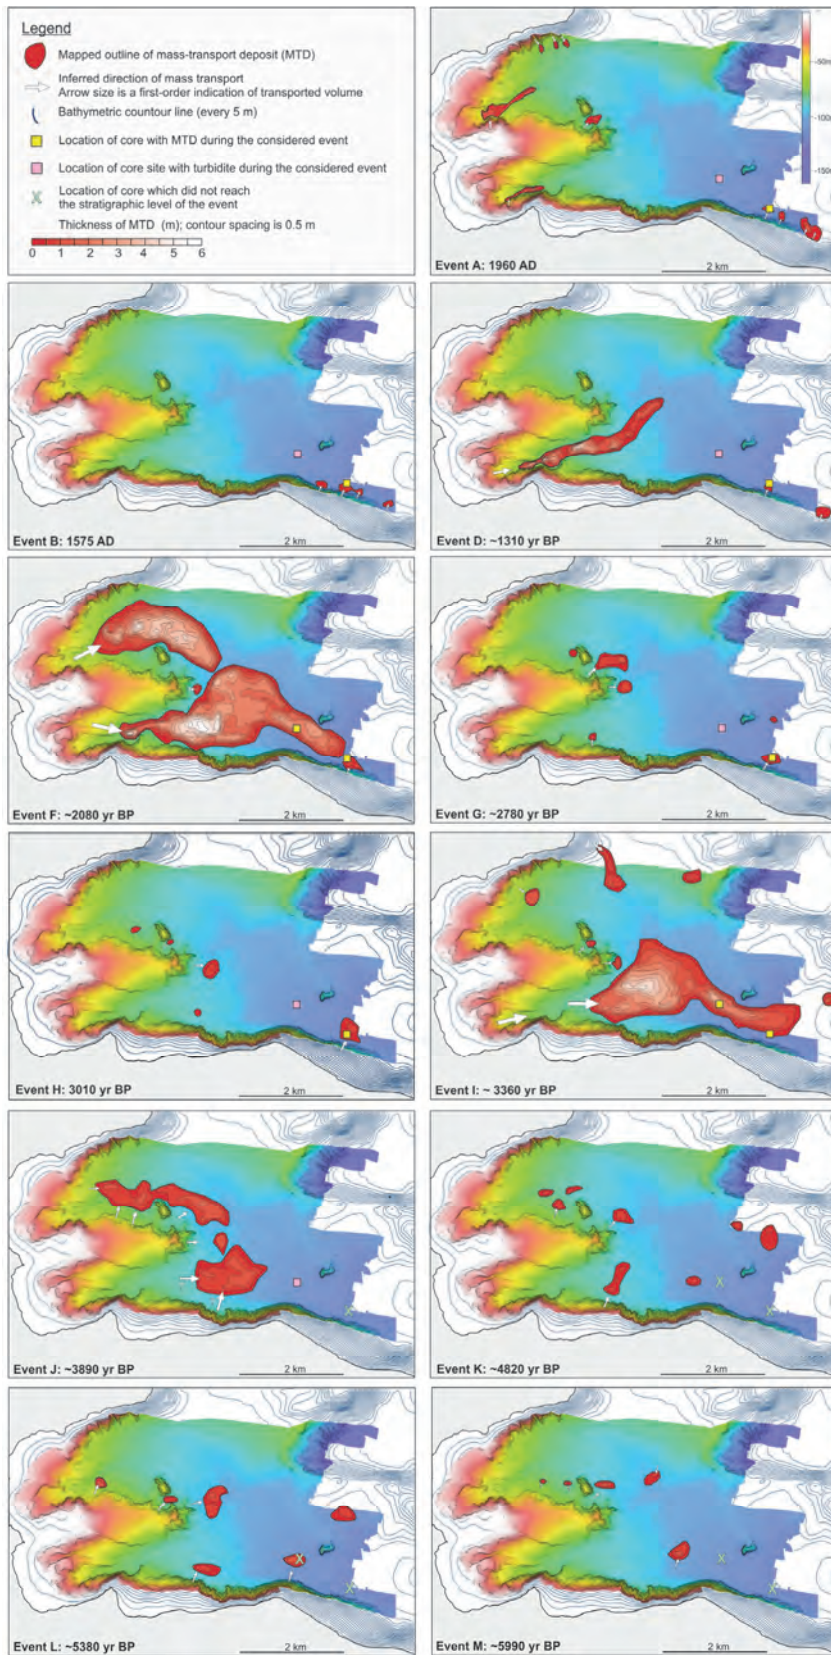 Legend
Mapped outline of mass-transport deposit (MTD)
Inferred direction of mass transport
Arrow size is a first-order indication of transported volume
Bathymetric countour line (every 5 m)
Location of core with MTD during the considered event
Location of core site with turbidite during the considered event
X
Location of core which did not reach
the stratigraphic level of the event
Thickness of MTD (m); contour spacing is 0.5 m
0 1 2 3 4 5 6
-50m
-100m
-150m
Event A: 1960 AD
2 km
Event B: 1575 AD
2 km
Event D: ~1310 yr BP
2 km
Event F: ~2080 yr BP
2 km
Event G: ~2780 yr BP
2 km
Event H: 3010 yr BP
2 km
Event I: ~ 3360 yr BP
2 km
X
Event J: ~3890 yr BP
2 km
X X
Event K: ~4820 yr BP
2 km
X
X
Event L: ~5380 yr BP
2 km
X
X
Event M: ~5990 yr BP
2 km